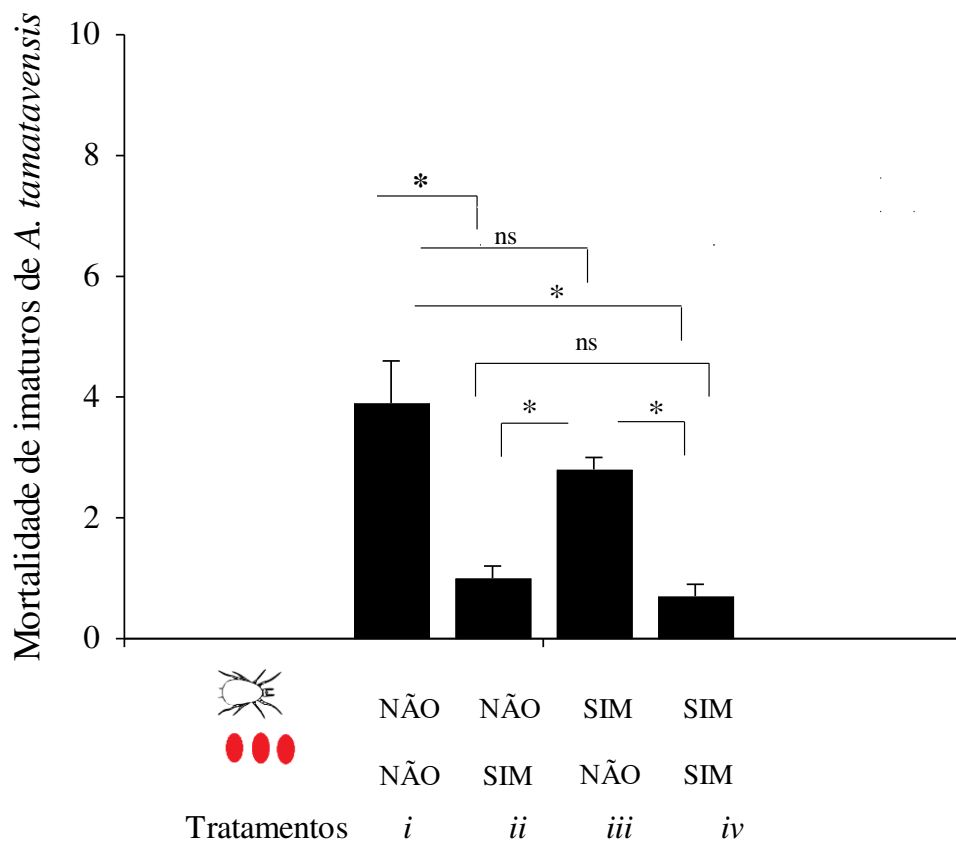 Mortalidade de imaturos de A. tamatavensis
10
8
6
4
2
0
*
ns
*
ns
* *
NÃO NÃO SIM SIM
NÃO SIM NÃO SIM
Tratamentos i ii iii iv